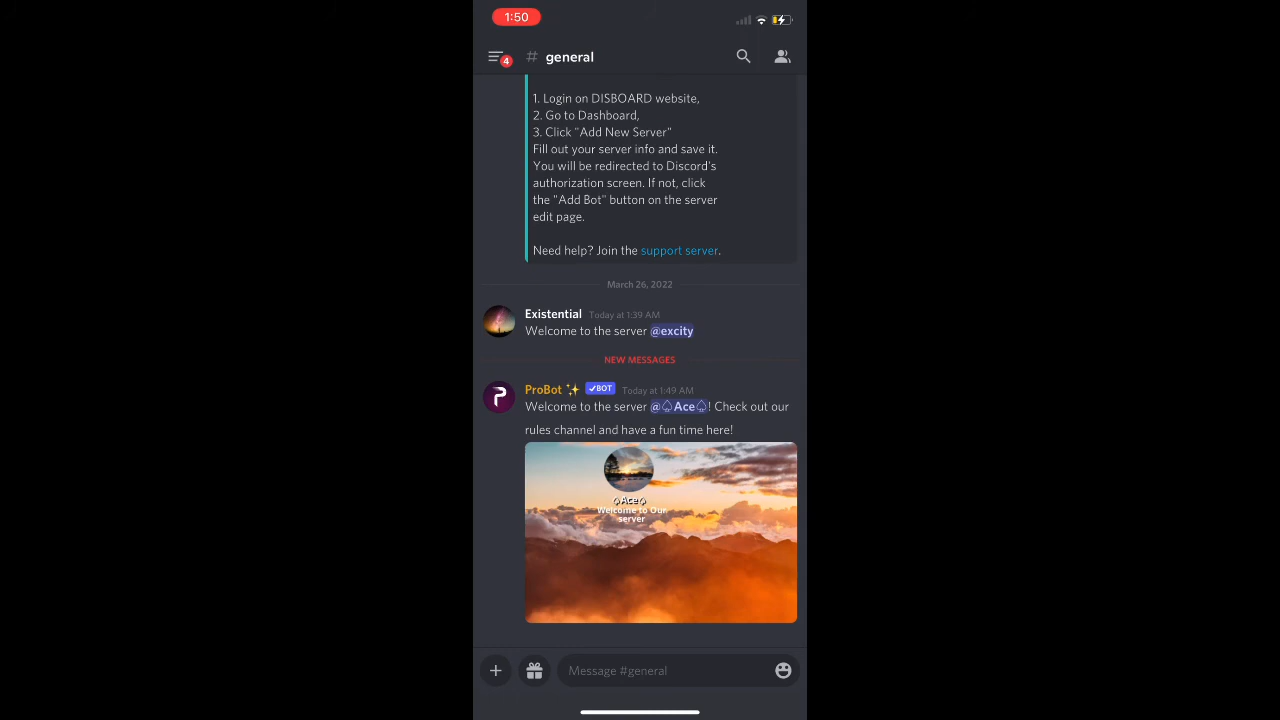 1:50
4
# general
1. Login on DISBOARD website,
2. Go to Dashboard,
3. Click "Add New Server"
Fill out your server info and save it.
You will be redirected to Discord's
authorization screen. If not, click
the "Add Bot" button on the server
edit page.
Need help? Join the support server.
March 26, 2022
Existential Today at 1:39 AM
Welcome to the server @excity
NEW MESSAGES
ProBot ✨ ✓BOT Today at 1:49 AM
Welcome to the server @♤Ace♤! Check out our
rules channel and have a fun time here!
♤Ace♤
Welcome to Our
server
Message #general